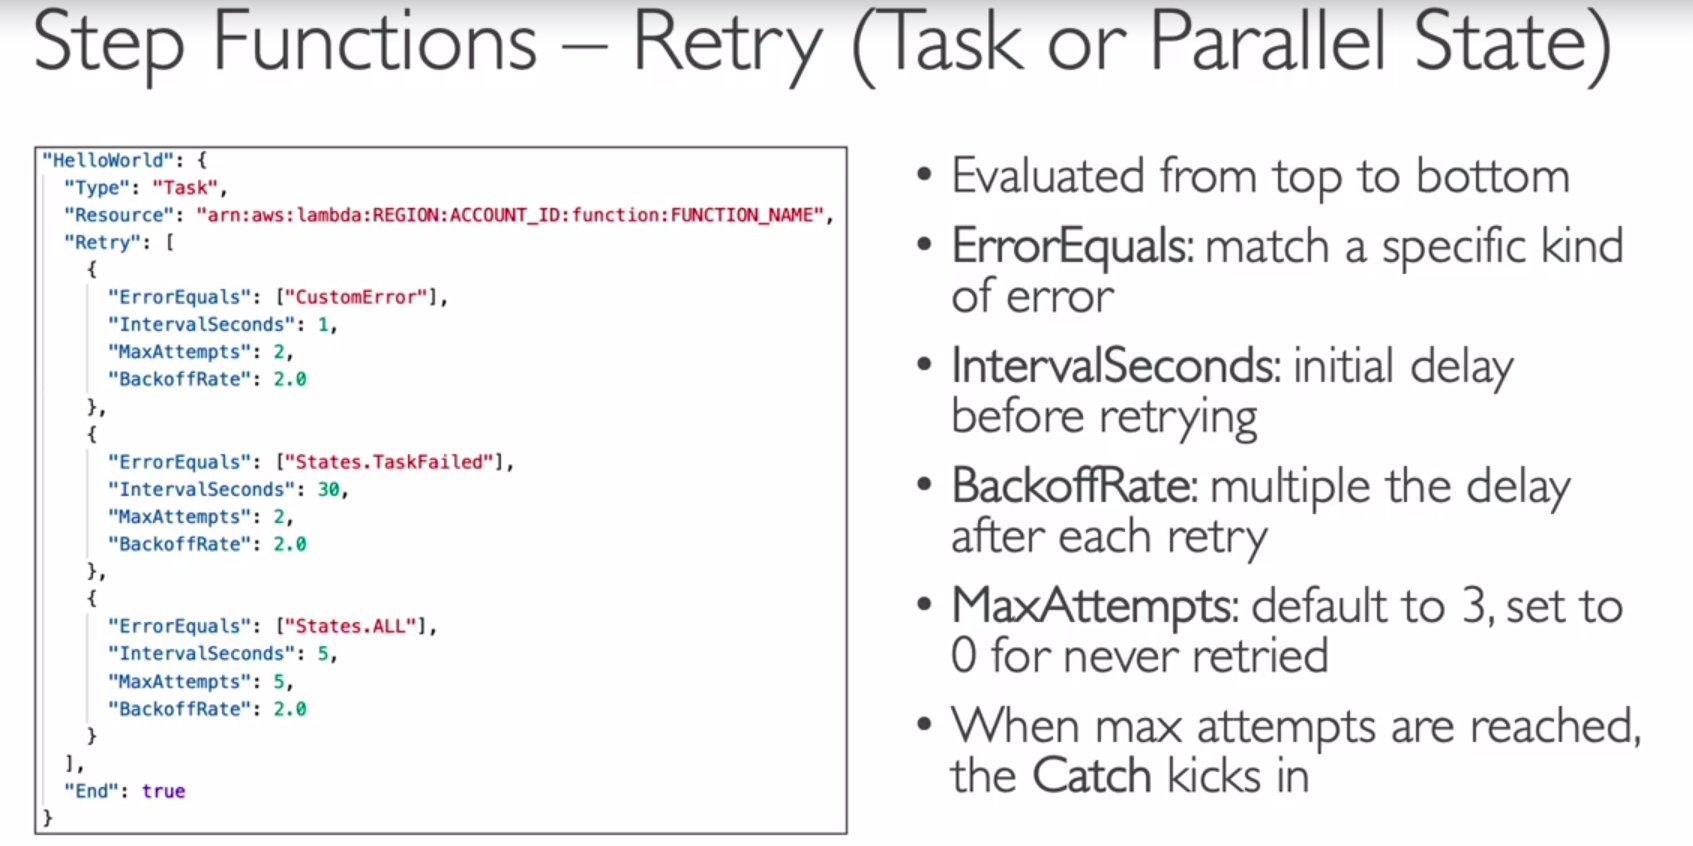 Step Functions – Retry (Task or Parallel State)
"HelloWorld": {
"Type": "Task",
"Resource": "arn:aws:lambda:REGION:ACCOUNT_ID:function:FUNCTION_NAME",
"Retry": [
{
"ErrorEquals": ["CustomError"],
"IntervalSeconds": 1,
"MaxAttempts": 2,
"BackoffRate": 2.0
},
{
"ErrorEquals": ["States.TaskFailed"],
"IntervalSeconds": 30,
"MaxAttempts": 2,
"BackoffRate": 2.0
},
{
"ErrorEquals": ["States.ALL"],
"IntervalSeconds": 5,
"MaxAttempts": 5,
"BackoffRate": 2.0
}
],
"End": true
}
• Evaluated from top to bottom
• ErrorEquals: match a specific kind
of error
• IntervalSeconds: initial delay
before retrying
• BackoffRate: multiple the delay
after each retry
• MaxAttempts: default to 3, set to
0 for never retried
• When max attempts are reached,
the Catch kicks in